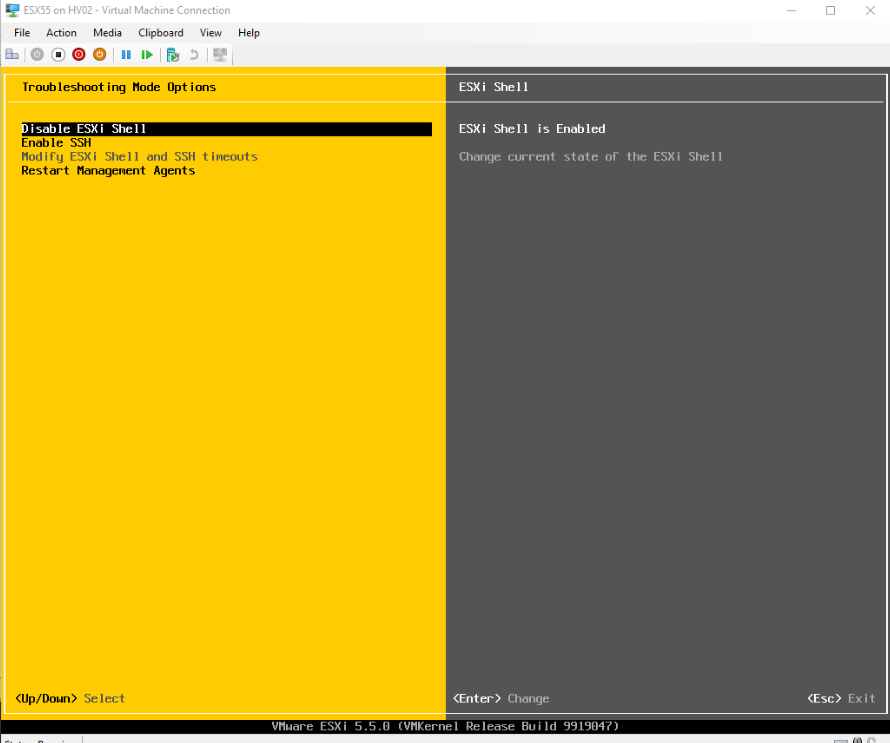 ESX55 on HV02 - Virtual Machine Connection
File Action Media Clipboard View Help
Troubleshooting Mode Options
ESXi Shell
Disable ESXi Shell
ESXi Shell is Enabled
Enable SSH
Modify ESXi Shell and SSH timeouts
Change current state of the ESXi Shell
Restart Management Agents
<Up/Down> Select
<Enter> Change
<Esc> Exit
VMware ESXi 5.5.0 (VMKernel Release Build 9919047)